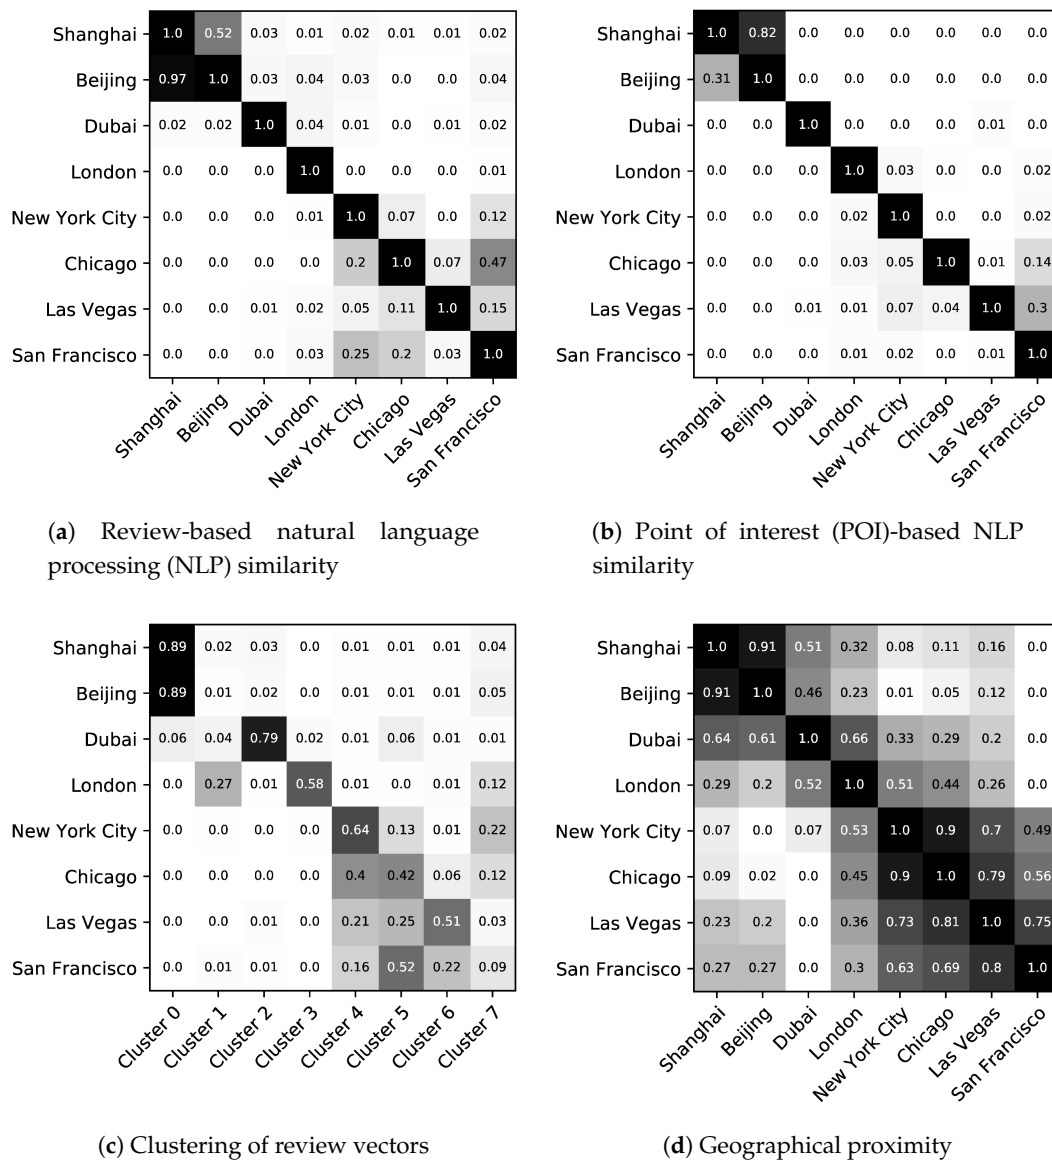 Shanghai 1.0 0.52 0.03 0.01 0.02 0.01 0.01 0.02
Beijing 0.97 1.0 0.03 0.04 0.03 0.0 0.0 0.04
Dubai 0.02 0.02 1.0 0.04 0.01 0.0 0.01 0.02
London 0.0 0.0 0.0 1.0 0.0 0.0 0.0 0.01
New York City 0.0 0.0 0.0 0.01 1.0 0.07 0.0 0.12
Chicago 0.0 0.0 0.0 0.0 0.2 1.0 0.07 0.47
Las Vegas 0.0 0.0 0.01 0.02 0.05 0.11 1.0 0.15
San Francisco 0.0 0.0 0.0 0.03 0.25 0.2 0.03 1.0
Shanghai Beijing Dubai London New York City Chicago Las Vegas San Francisco
(a) Review-based natural language
processing (NLP) similarity
Shanghai 1.0 0.82 0.0 0.0 0.0 0.0 0.0 0.0
Beijing 0.31 1.0 0.0 0.0 0.0 0.0 0.0 0.0
Dubai 0.0 0.0 1.0 0.0 0.0 0.0 0.01 0.0
London 0.0 0.0 0.0 1.0 0.03 0.0 0.0 0.02
New York City 0.0 0.0 0.0 0.02 1.0 0.0 0.0 0.02
Chicago 0.0 0.0 0.0 0.03 0.05 1.0 0.01 0.14
Las Vegas 0.0 0.0 0.01 0.01 0.07 0.04 1.0 0.3
San Francisco 0.0 0.0 0.0 0.01 0.02 0.0 0.01 1.0
Shanghai Beijing Dubai London New York City Chicago Las Vegas San Francisco
(b) Point of interest (POI)-based NLP
similarity
Shanghai 0.89 0.02 0.03 0.0 0.01 0.01 0.01 0.04
Beijing 0.89 0.01 0.02 0.0 0.01 0.01 0.01 0.05
Dubai 0.06 0.04 0.79 0.02 0.01 0.06 0.01 0.01
London 0.0 0.27 0.01 0.58 0.01 0.0 0.01 0.12
New York City 0.0 0.0 0.0 0.0 0.64 0.13 0.01 0.22
Chicago 0.0 0.0 0.0 0.0 0.4 0.42 0.06 0.12
Las Vegas 0.0 0.0 0.01 0.0 0.21 0.25 0.51 0.03
San Francisco 0.0 0.01 0.01 0.0 0.16 0.52 0.22 0.09
Cluster 0 Cluster 1 Cluster 2 Cluster 3 Cluster 4 Cluster 5 Cluster 6 Cluster 7
(c) Clustering of review vectors
Shanghai 1.0 0.91 0.51 0.32 0.08 0.11 0.16 0.0
Beijing 0.91 1.0 0.46 0.23 0.01 0.05 0.12 0.0
Dubai 0.64 0.61 1.0 0.66 0.33 0.29 0.2 0.0
London 0.29 0.2 0.52 1.0 0.51 0.44 0.26 0.0
New York City 0.07 0.0 0.07 0.53 1.0 0.9 0.7 0.49
Chicago 0.09 0.02 0.0 0.45 0.9 1.0 0.79 0.56
Las Vegas 0.23 0.2 0.0 0.36 0.73 0.81 1.0 0.75
San Francisco 0.27 0.27 0.0 0.3 0.63 0.69 0.8 1.0
Shanghai Beijing Dubai London New York City Chicago Las Vegas San Francisco
(d) Geographical proximity